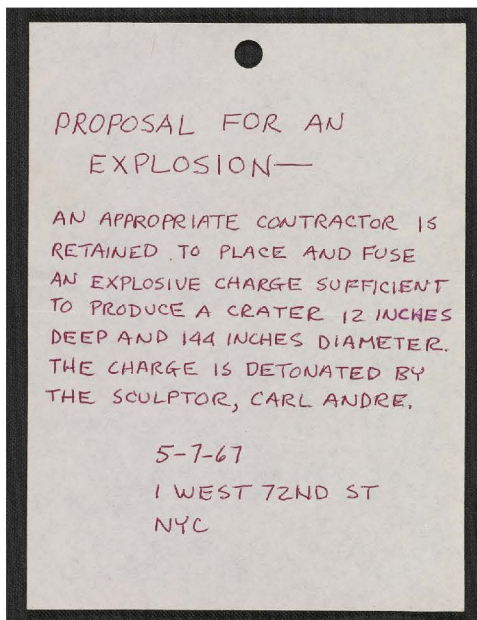 PROPOSAL FOR AN
EXPLOSION—
AN APPROPRIATE CONTRACTOR IS
RETAINED TO PLACE AND FUSE
AN EXPLOSIVE CHARGE SUFFICIENT
TO PRODUCE A CRATER 12 INCHES
DEEP AND 144 INCHES DIAMETER.
THE CHARGE IS DETONATED BY
THE SCULPTOR, CARL ANDRE.
5-7-67
1 WEST 72ND ST
NYC